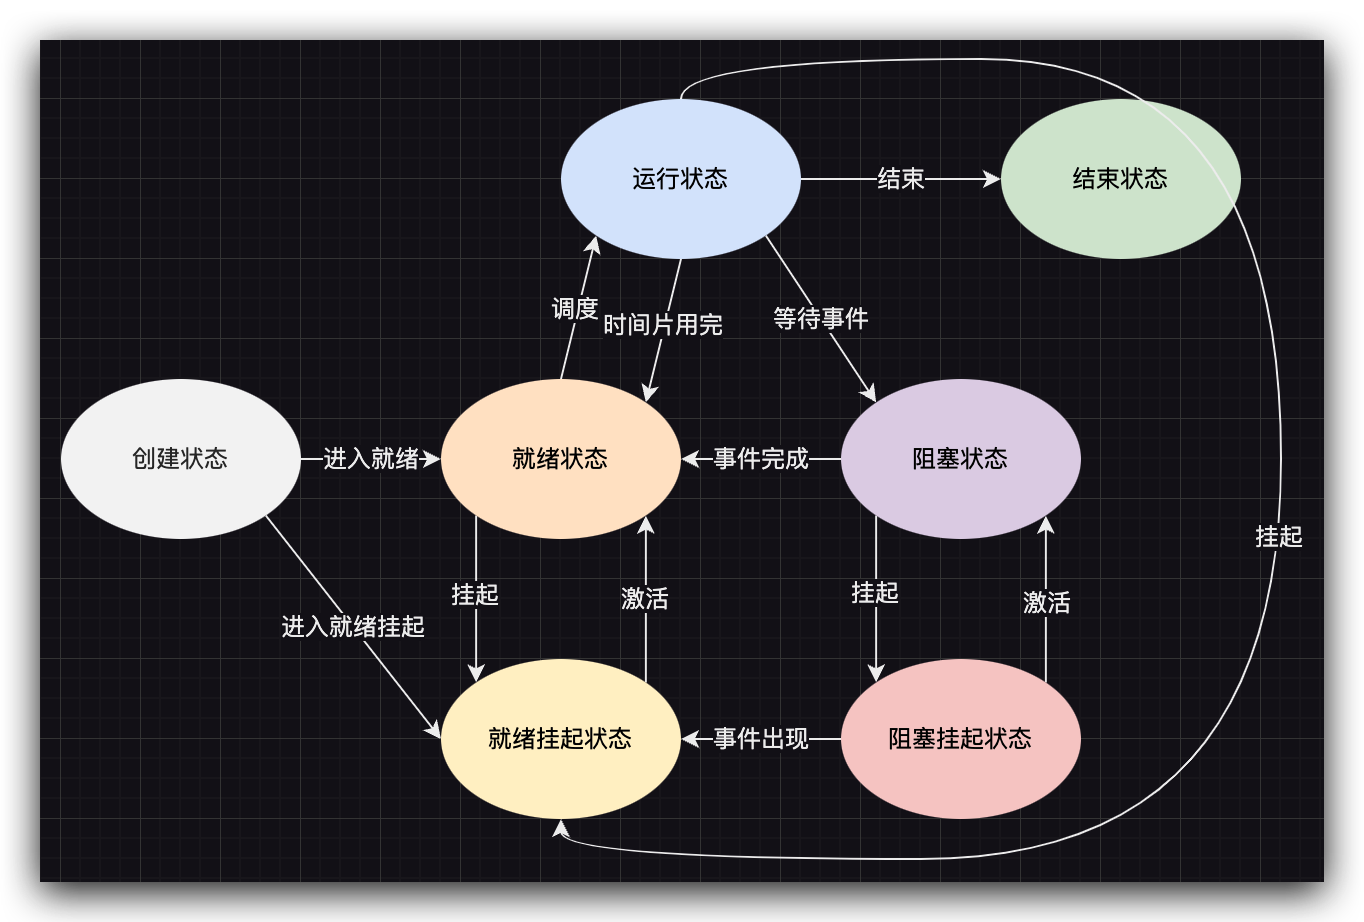 运行状态
结束
结束状态
调度
时间片用完
等待事件
创建状态
进入就绪
就绪状态
事件完成
阻塞状态
挂起
挂起
激活
挂起
激活
进入就绪挂起
就绪挂起状态
事件出现
阻塞挂起状态